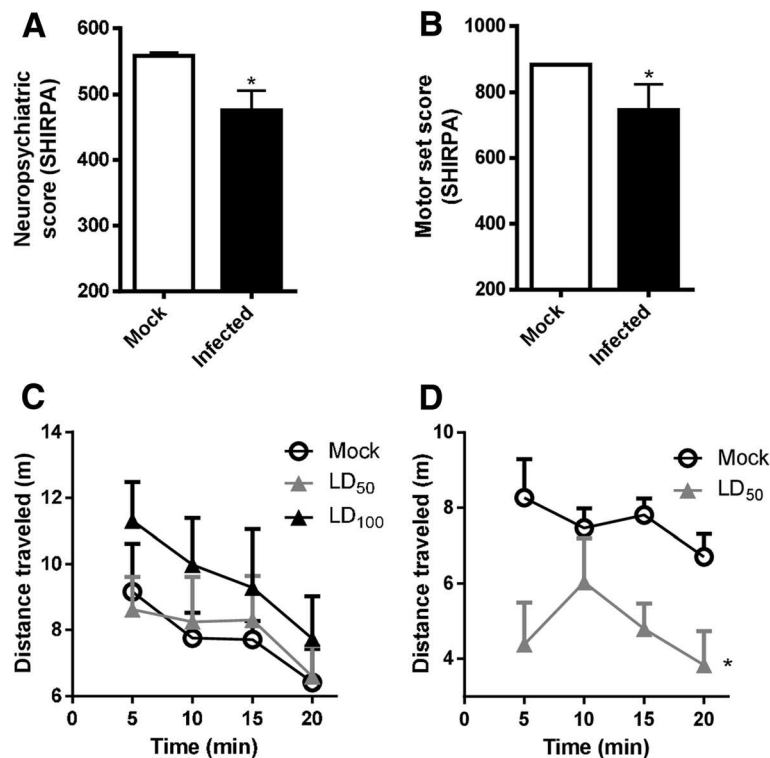 A
Neuropsychiatric
score (SHIRPA)
600
500
400
300
200
*
Mock
Infected
B
Motor set score
(SHIRPA)
1000
800
600
400
200
*
Mock
Infected
C
Distance traveled (m)
14
12
10
8
6
Mock
LD50
LD100
0
5
10
15
20
Time (min)
D
Distance traveled (m)
10
8
6
4
Mock
LD50
*
0
5
10
15
20
Time (min)